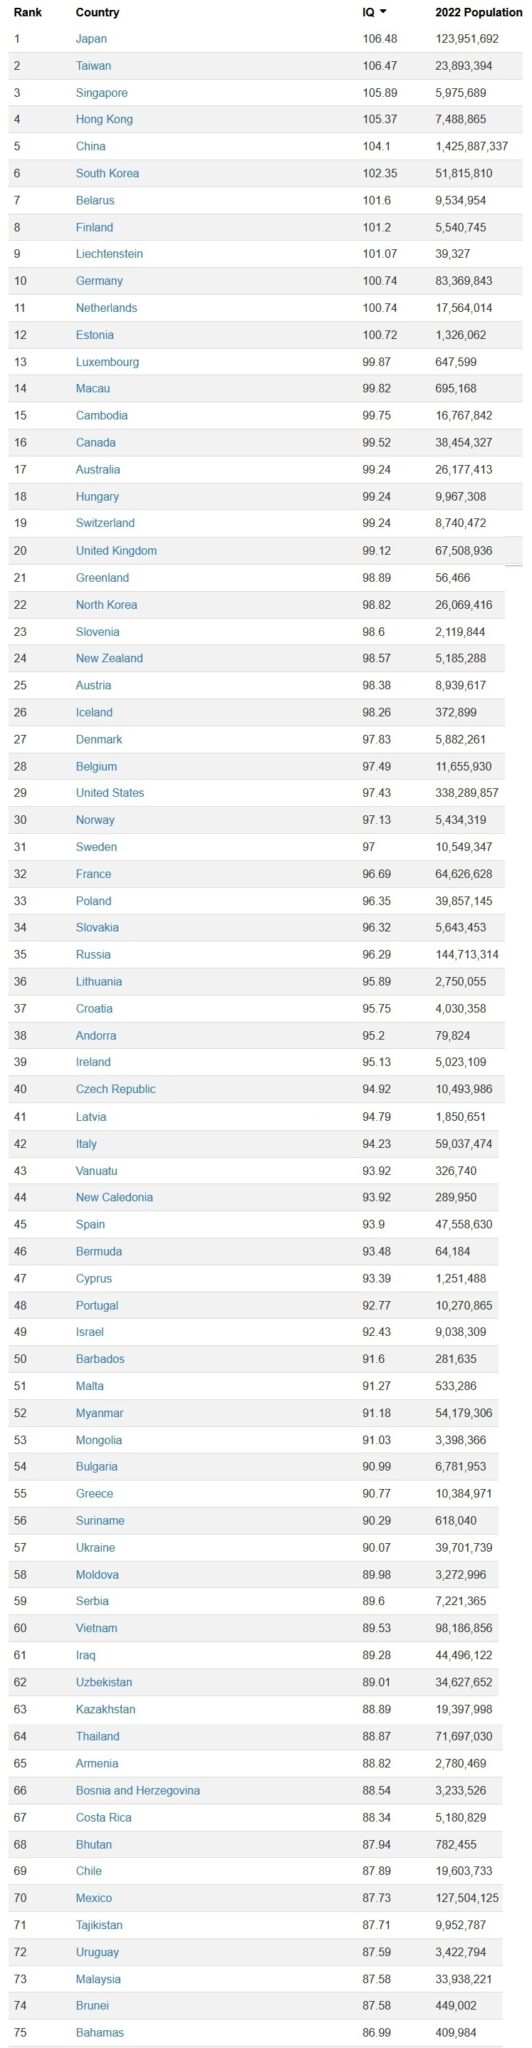 Rank Country IQ 2022 Population
1 Japan 106.48 123,951,692
2 Taiwan 106.47 23,893,394
3 Singapore 105.89 5,975,689
4 Hong Kong 105.37 7,488,865
5 China 104.1 1,425,887,337
6 South Korea 102.35 51,815,810
7 Belarus 101.6 9,534,954
8 Finland 101.2 5,540,745
9 Liechtenstein 101.07 39,327
10 Germany 100.74 83,369,843
11 Netherlands 100.74 17,564,014
12 Estonia 100.72 1,326,062
13 Luxembourg 99.87 647,599
14 Macau 99.82 695,168
15 Cambodia 99.75 16,767,842
16 Canada 99.52 38,454,327
17 Australia 99.24 26,177,413
18 Hungary 99.24 9,967,308
19 Switzerland 99.24 8,740,472
20 United Kingdom 99.12 67,508,936
21 Greenland 98.89 56,466
22 North Korea 98.82 26,069,416
23 Slovenia 98.6 2,119,844
24 New Zealand 98.57 5,185,288
25 Austria 98.38 8,939,617
26 Iceland 98.26 372,899
27 Denmark 97.83 5,882,261
28 Belgium 97.49 11,655,930
29 United States 97.43 338,289,857
30 Norway 97.13 5,434,319
31 Sweden 97 10,549,347
32 France 96.69 64,626,628
33 Poland 96.35 39,857,145
34 Slovakia 96.32 5,643,453
35 Russia 96.29 144,713,314
36 Lithuania 95.89 2,750,055
37 Croatia 95.75 4,030,358
38 Andorra 95.2 79,824
39 Ireland 95.13 5,023,109
40 Czech Republic 94.92 10,493,986
41 Latvia 94.79 1,850,651
42 Italy 94.23 59,037,474
43 Vanuatu 93.92 326,740
44 New Caledonia 93.92 289,950
45 Spain 93.9 47,558,630
46 Bermuda 93.48 64,184
47 Cyprus 93.39 1,251,488
48 Portugal 92.77 10,270,865
49 Israel 92.43 9,038,309
50 Barbados 91.6 281,635
51 Malta 91.27 533,286
52 Myanmar 91.18 54,179,306
53 Mongolia 91.03 3,398,366
54 Bulgaria 90.99 6,781,953
55 Greece 90.77 10,384,971
56 Suriname 90.29 618,040
57 Ukraine 90.07 39,701,739
58 Moldova 89.98 3,272,996
59 Serbia 89.6 7,221,365
60 Vietnam 89.53 98,186,856
61 Iraq 89.28 44,496,122
62 Uzbekistan 89.01 34,627,652
63 Kazakhstan 88.89 19,397,998
64 Thailand 88.87 71,697,030
65 Armenia 88.82 2,780,469
66 Bosnia and Herzegovina 88.54 3,233,526
67 Costa Rica 88.34 5,180,829
68 Bhutan 87.94 782,455
69 Chile 87.89 19,603,733
70 Mexico 87.73 127,504,125
71 Tajikistan 87.71 9,952,787
72 Uruguay 87.59 3,422,794
73 Malaysia 87.58 33,938,221
74 Brunei 87.58 449,002
75 Bahamas 86.99 409,984